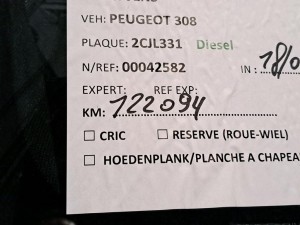 VEH: PEUGEOT 308
PLAQUE: 2CJL331 Diesel
N/REF: 00042582 IN: 18/0
EXPERT: REF EXP:
KM: 122094
CRIC RESERVE (ROUE-WIEL)
HOEDENPLANK/PLANCHE A CHAPEA